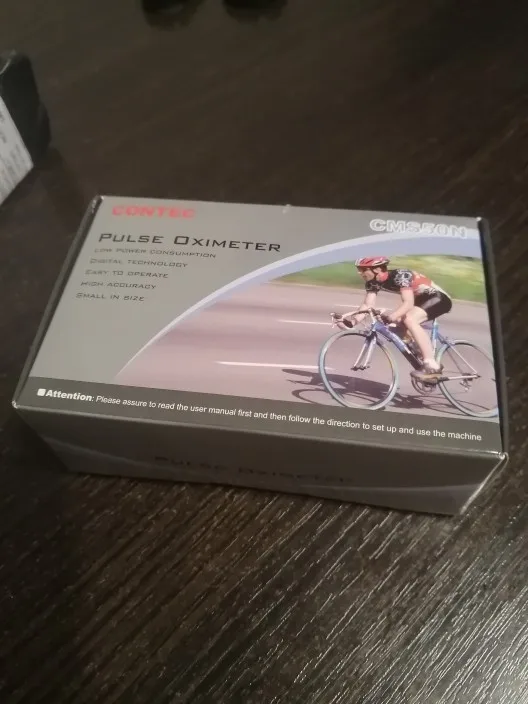 CONTEC
CMS50N
PULSE OXIMETER
LOW POWER CONSUMPTION
DIGITAL TECHNOLOGY
EASY TO OPERATE
HIGH ACCURACY
SMALL IN SIZE
Attention: Please assure to read the user manual first and then follow the direction to set up and use the machine
PULSE OXIMETER